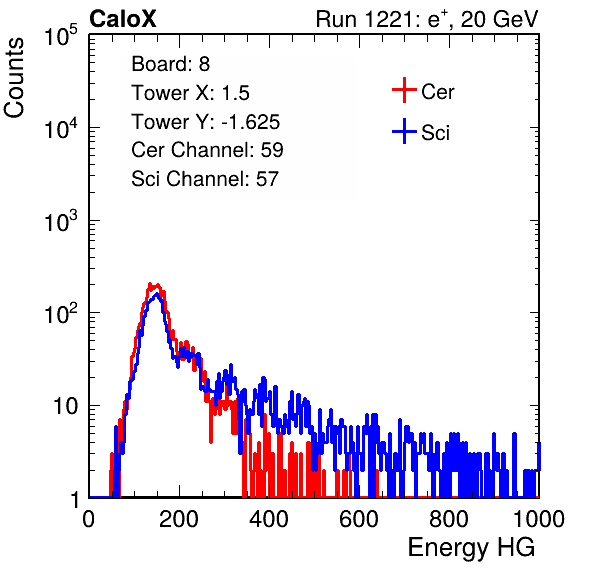 CaloX Run 1221: e⁺, 20 GeV
Counts
Board: 8
Tower X: 1.5
Tower Y: -1.625
Cer Channel: 59
Sci Channel: 57
Cer
Sci
10⁵
10⁴
10³
10²
10
1
0 200 400 600 800 1000
Energy HG